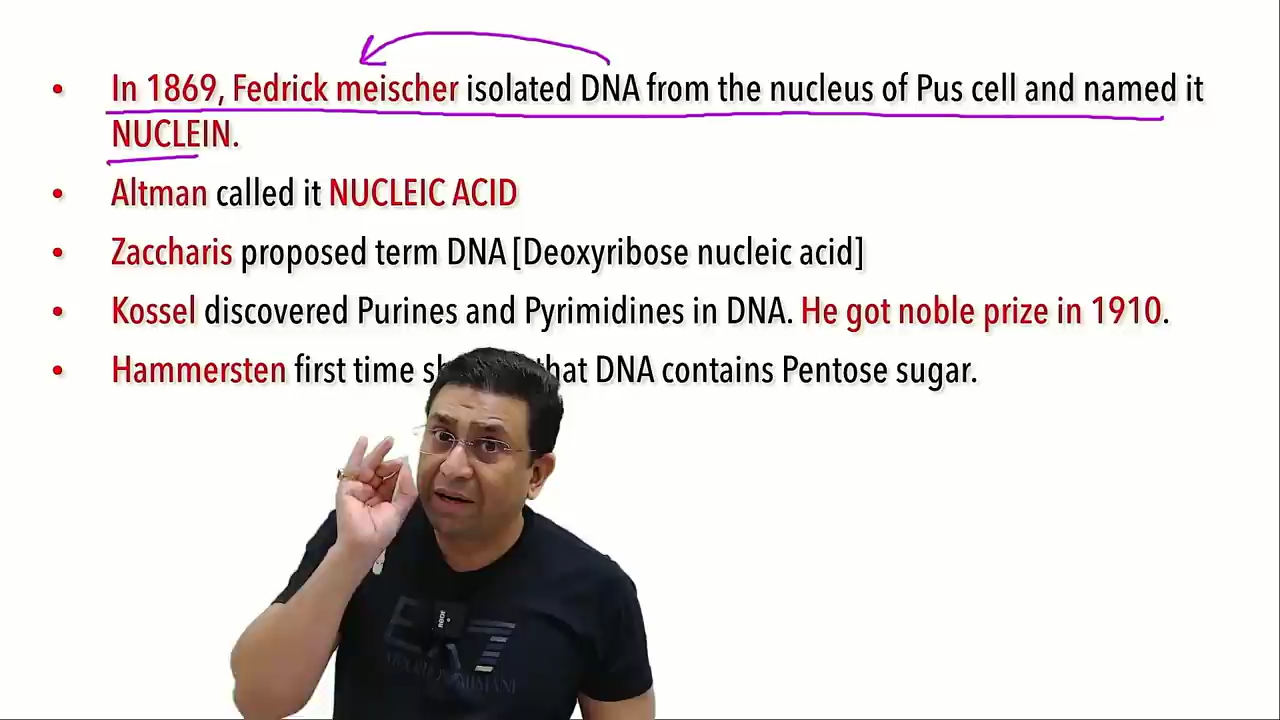 • In 1869, Fedrick meischer isolated DNA from the nucleus of Pus cell and named it
NUCLEIN.
• Altman called it NUCLEIC ACID
• Zaccharis proposed term DNA [Deoxyribose nucleic acid]
• Kossel discovered Purines and Pyrimidines in DNA. He got noble prize in 1910.
• Hammersten first time that DNA contains Pentose sugar.